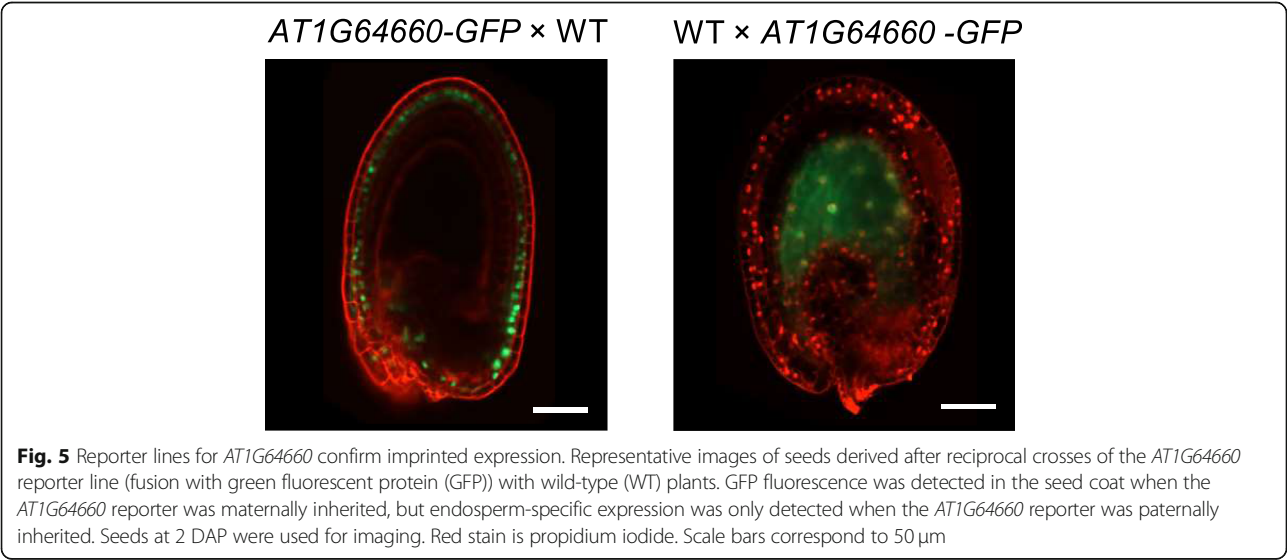 AT1G64660-GFP × WT
WT × AT1G64660 -GFP
Fig. 5 Reporter lines for AT1G64660 confirm imprinted expression. Representative images of seeds derived after reciprocal crosses of the AT1G64660
reporter line (fusion with green fluorescent protein (GFP)) with wild-type (WT) plants. GFP fluorescence was detected in the seed coat when the
AT1G64660 reporter was maternally inherited, but endosperm-specific expression was only detected when the AT1G64660 reporter was paternally
inherited. Seeds at 2 DAP were used for imaging. Red stain is propidium iodide. Scale bars correspond to 50 μm